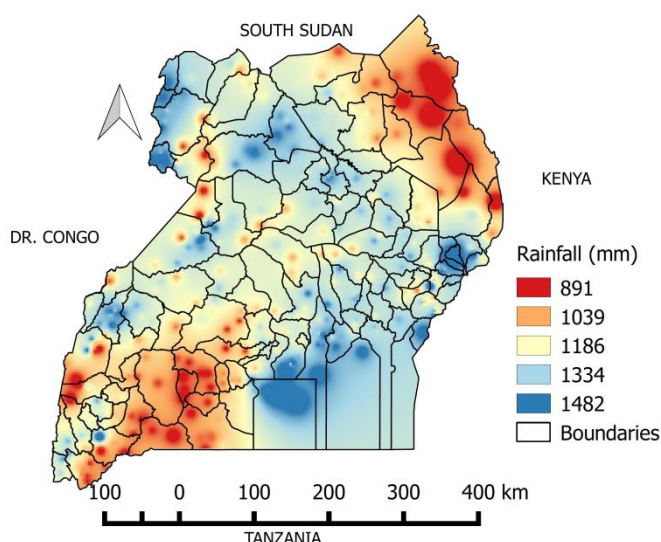 SOUTH SUDAN
KENYA
DR. CONGO
Rainfall (mm)
891
1039
1186
1334
1482
Boundaries
100 0 100 200 300 400 km
TANZANIA